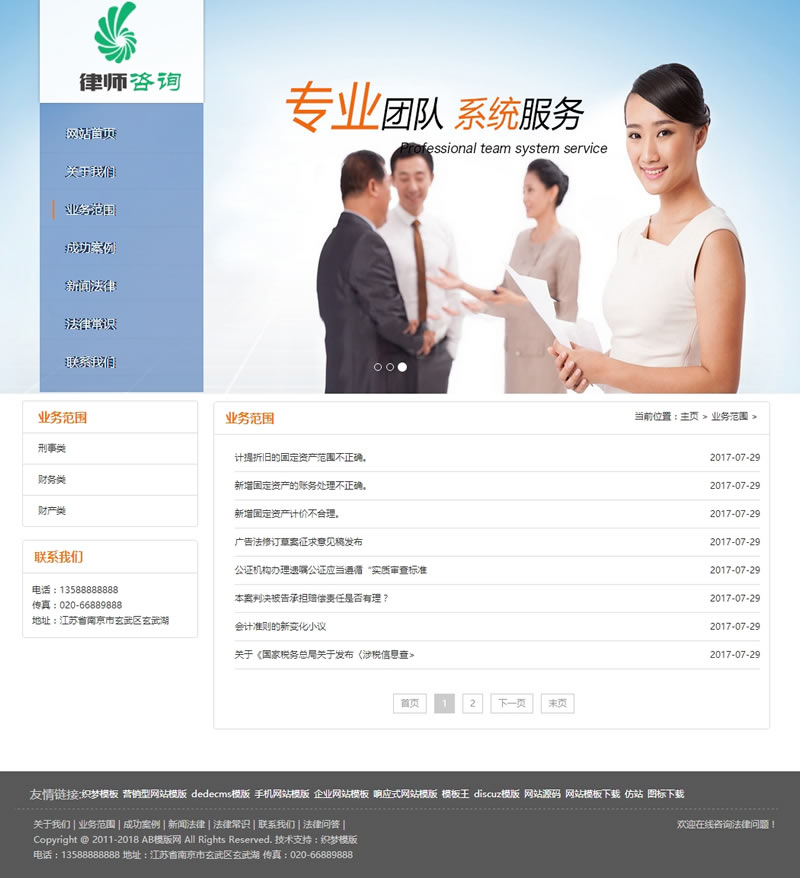 律师咨询
网站首页
关于我们
业务范围
成功案例
新闻法律
法律常识
联系我们
专业团队 系统服务
Professional team system service
业务范围
刑事类
财务类
财产类
联系我们
电话：13588888888
传真：020-66889888
地址：江苏省南京市玄武区玄武湖
业务范围
当前位置：主页 > 业务范围 >
计提折旧的固定资产范围不正确。 2017-07-29
新增固定资产的账务处理不正确。 2017-07-29
新增固定资产计价不合理。 2017-07-29
广告法修订草案征求意见稿发布 2017-07-29
公证机构办理遗嘱公证应当遵循“实质审查标准 2017-07-29
本案判决被告承担赔偿责任是否有理？ 2017-07-29
会计准则的新变化小议 2017-07-29
关于《国家税务总局关于发布〈涉税信息查> 2017-07-29
首页 1 2 下一页 末页
友情链接:织梦模板 营销型网站模版 dedecms模版 手机网站模版 企业网站模板 响应式网站模版 模板王 discuz模版 网站源码 网站模板下载 仿站 图标下载
关于我们 | 业务范围 | 成功案例 | 新闻法律 | 法律常识 | 联系我们 | 法律问答 |
欢迎在线咨询法律问题！
Copyright @ 2011-2018 AB模版网 All Rights Reserved. 技术支持：织梦模版
电话：13588888888 地址：江苏省南京市玄武区玄武湖 传真：020-66889888